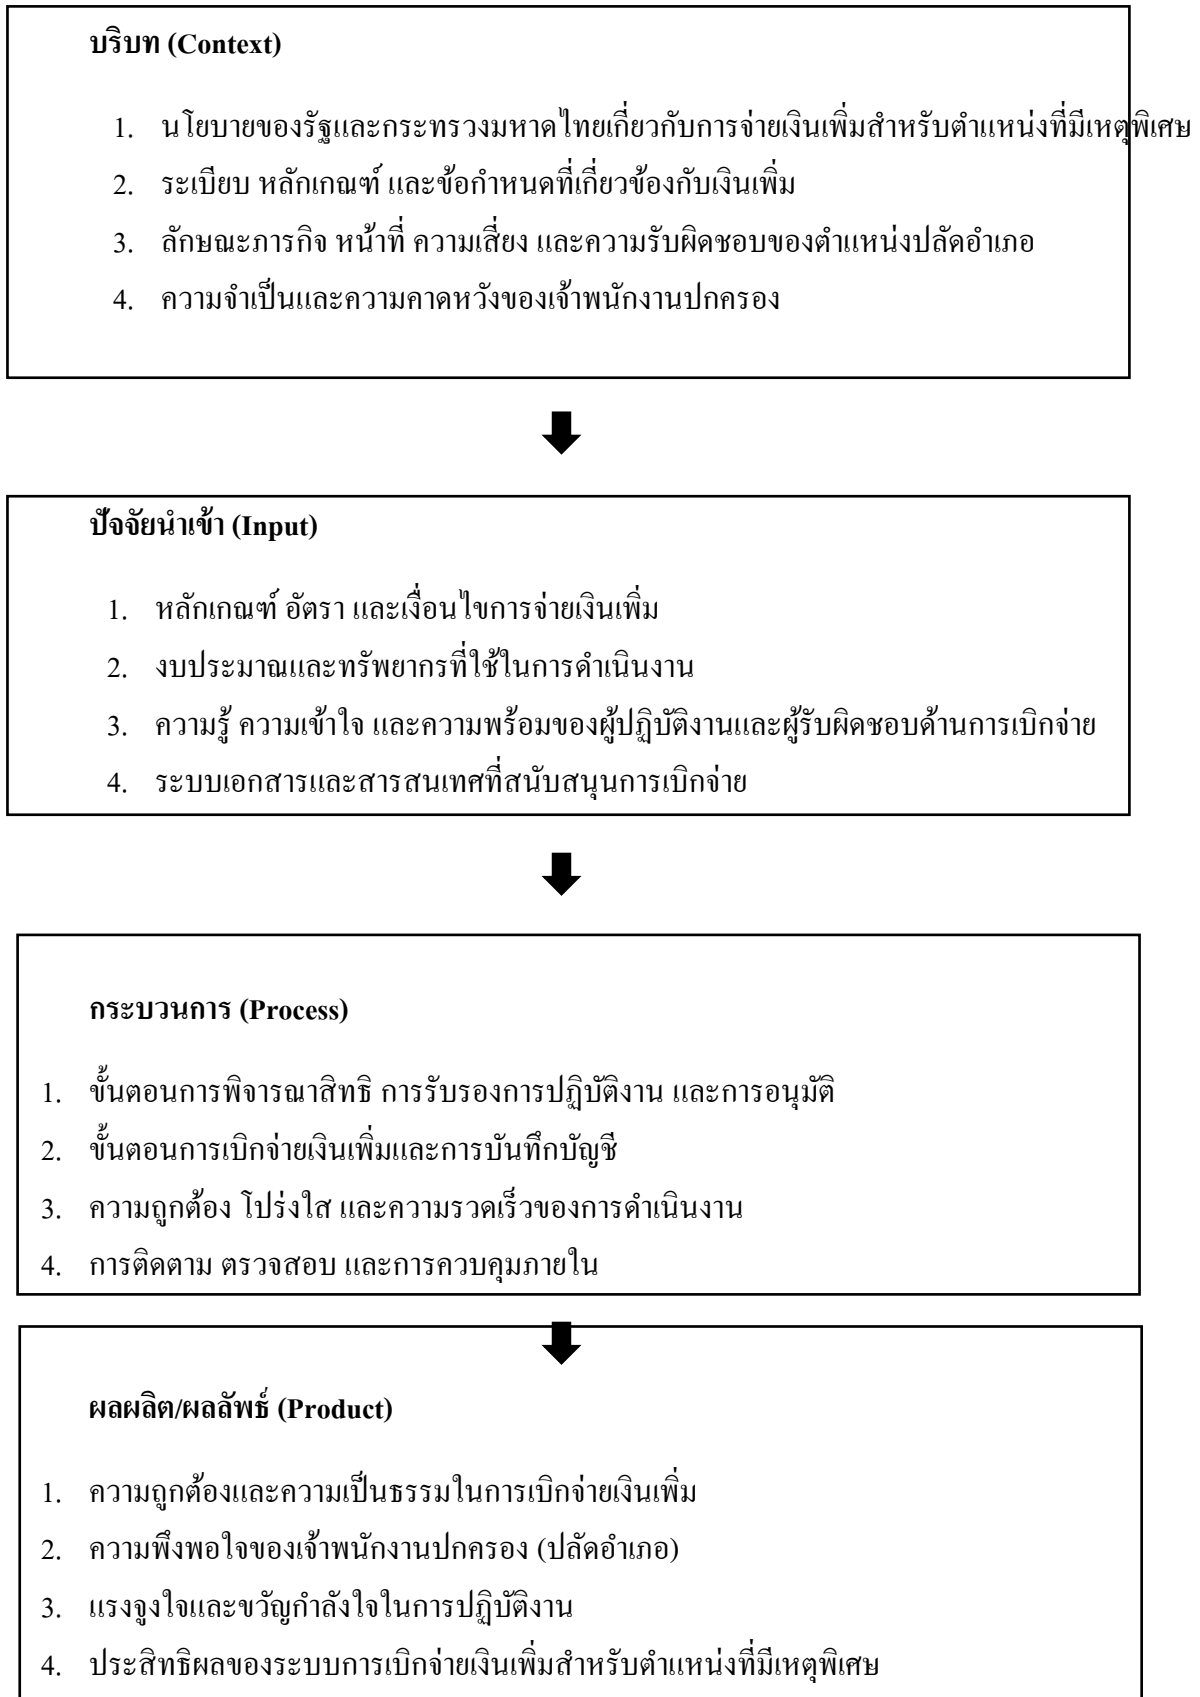 บริบท (Context)
1. นโยบายของรัฐและกระทรวงมหาดไทยเกี่ยวกับการจ่ายเงินเพิ่มสำหรับตำแหน่งที่มีเหตุพิเศษ
2. ระเบียบ หลักเกณฑ์ และข้อกำหนดที่เกี่ยวข้องกับเงินเพิ่ม
3. ลักษณะภารกิจ หน้าที่ ความเสี่ยง และความรับผิดชอบของตำแหน่งปลัดอำเภอ
4. ความจำเป็นและความคาดหวังของเจ้าพนักงานปกครอง
ปัจจัยนำเข้า (Input)
1. หลักเกณฑ์ อัตรา และเงื่อนไขการจ่ายเงินเพิ่ม
2. งบประมาณและทรัพยากรที่ใช้ในการดำเนินงาน
3. ความรู้ ความเข้าใจ และความพร้อมของผู้ปฏิบัติงานและผู้รับผิดชอบด้านการเบิกจ่าย
4. ระบบเอกสารและสารสนเทศที่สนับสนุนการเบิกจ่าย
กระบวนการ (Process)
1. ขั้นตอนการพิจารณาสิทธิ การรับรองการปฏิบัติงาน และการอนุมัติ
2. ขั้นตอนการเบิกจ่ายเงินเพิ่มและการบันทึกบัญชี
3. ความถูกต้อง โปร่งใส และความรวดเร็วของการดำเนินงาน
4. การติดตาม ตรวจสอบ และการควบคุมภายใน
ผลผลิต/ผลลัพธ์ (Product)
1. ความถูกต้องและความเป็นธรรมในการเบิกจ่ายเงินเพิ่ม
2. ความพึงพอใจของเจ้าพนักงานปกครอง (ปลัดอำเภอ)
3. แรงจูงใจและขวัญกำลังใจในการปฏิบัติงาน
4. ประสิทธิผลของระบบการเบิกจ่ายเงินเพิ่มสำหรับตำแหน่งที่มีเหตุพิเศษ